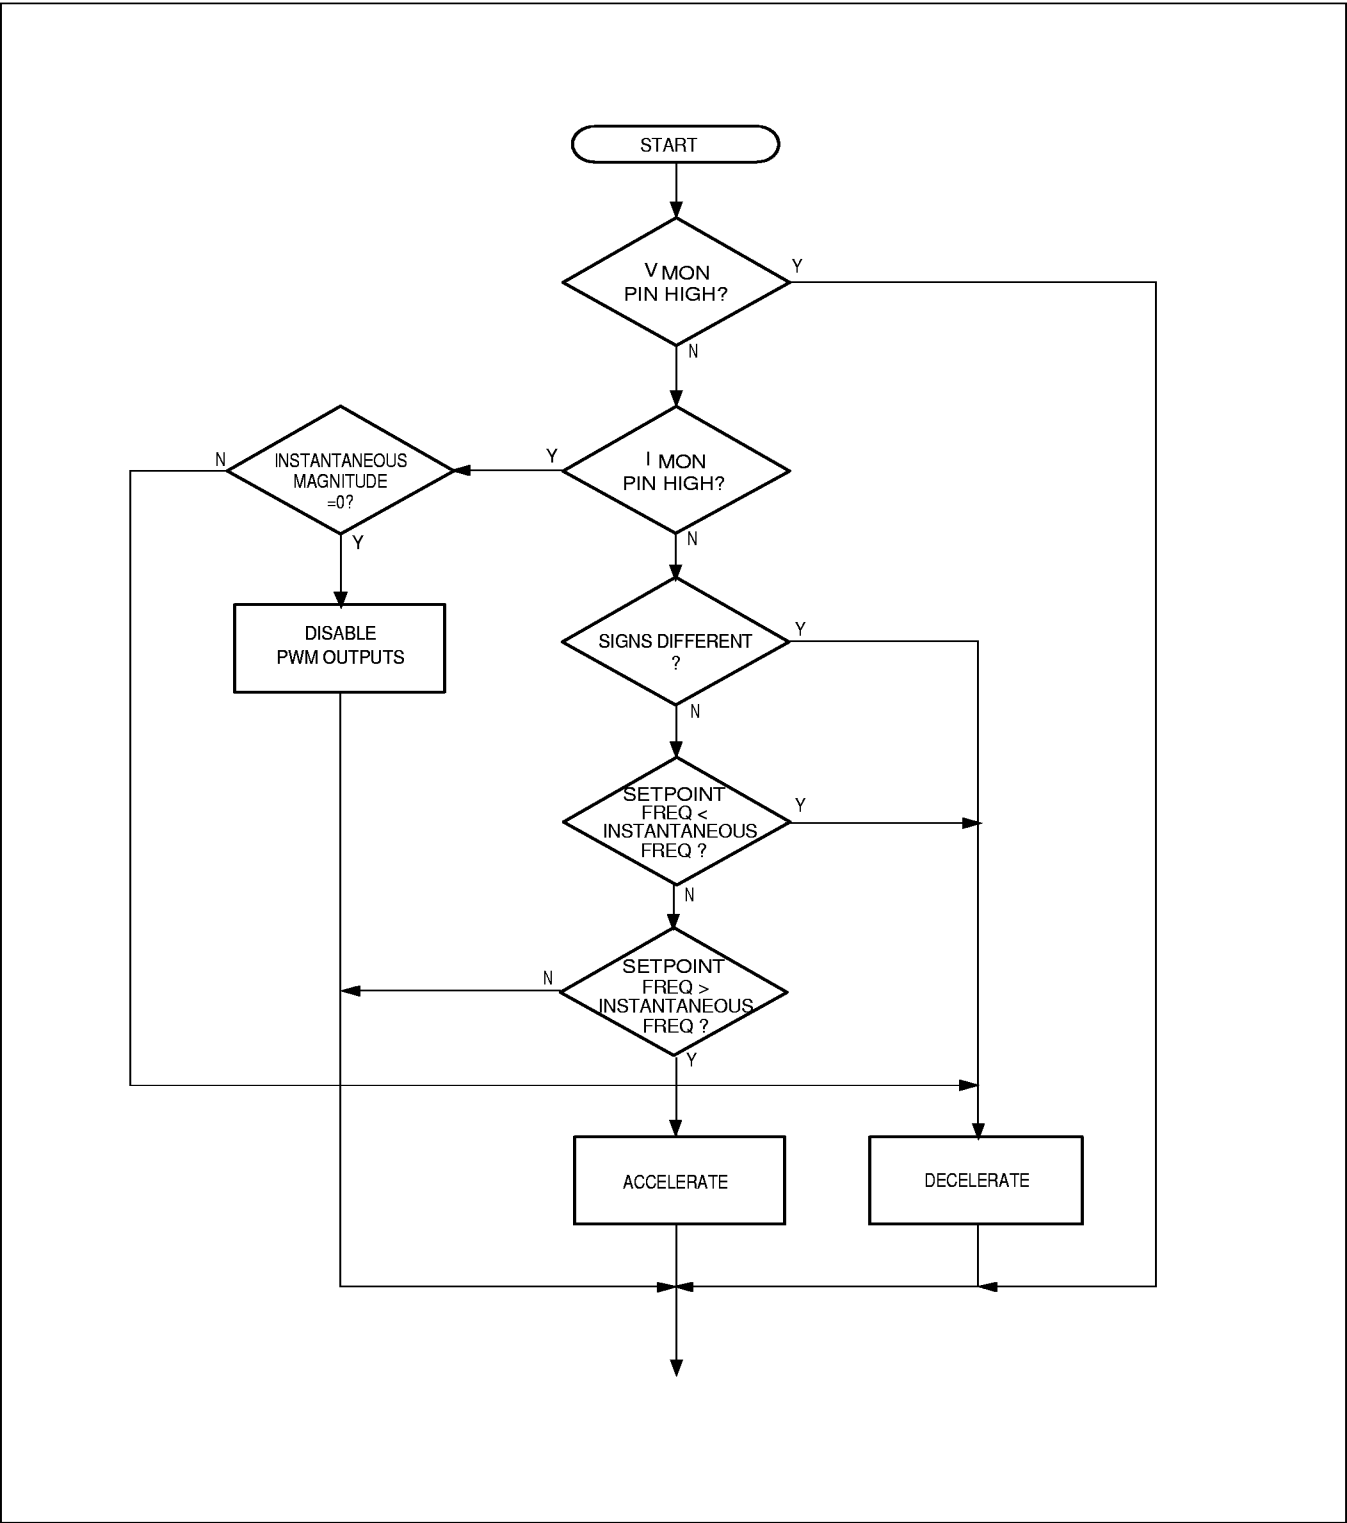 START
V MON
PIN HIGH?
Y
N
I MON
PIN HIGH?
Y
N
INSTANTANEOUS
MAGNITUDE
=0?
N
Y
DISABLE
PWM OUTPUTS
SIGNS DIFFERENT
?
Y
N
SETPOINT
FREQ <
INSTANTANEOUS
FREQ ?
Y
N
SETPOINT
FREQ >
INSTANTANEOUS
FREQ ?
N
Y
ACCELERATE
DECELERATE